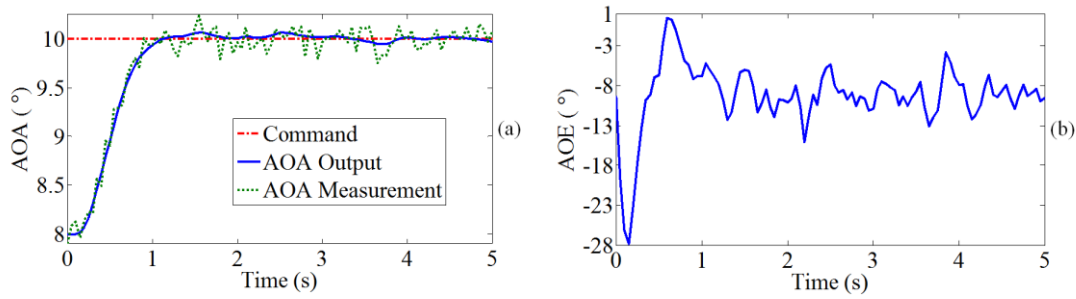 10
9.5
9
8.5
8
0
1
2
3
4
5
AOA (°)
Time (s)
Command
AOA Output
AOA Measurement
(a)
1
-3
-8
-13
-18
-23
-28
0
1
2
3
4
5
AOE (°)
Time (s)
(b)